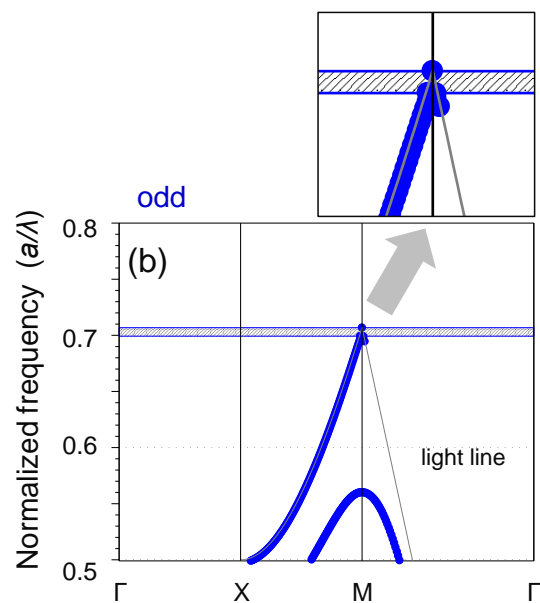 odd
(b)
Normalized frequency (a/λ)
0.8
0.7
0.6
0.5
light line
Γ X M Γ